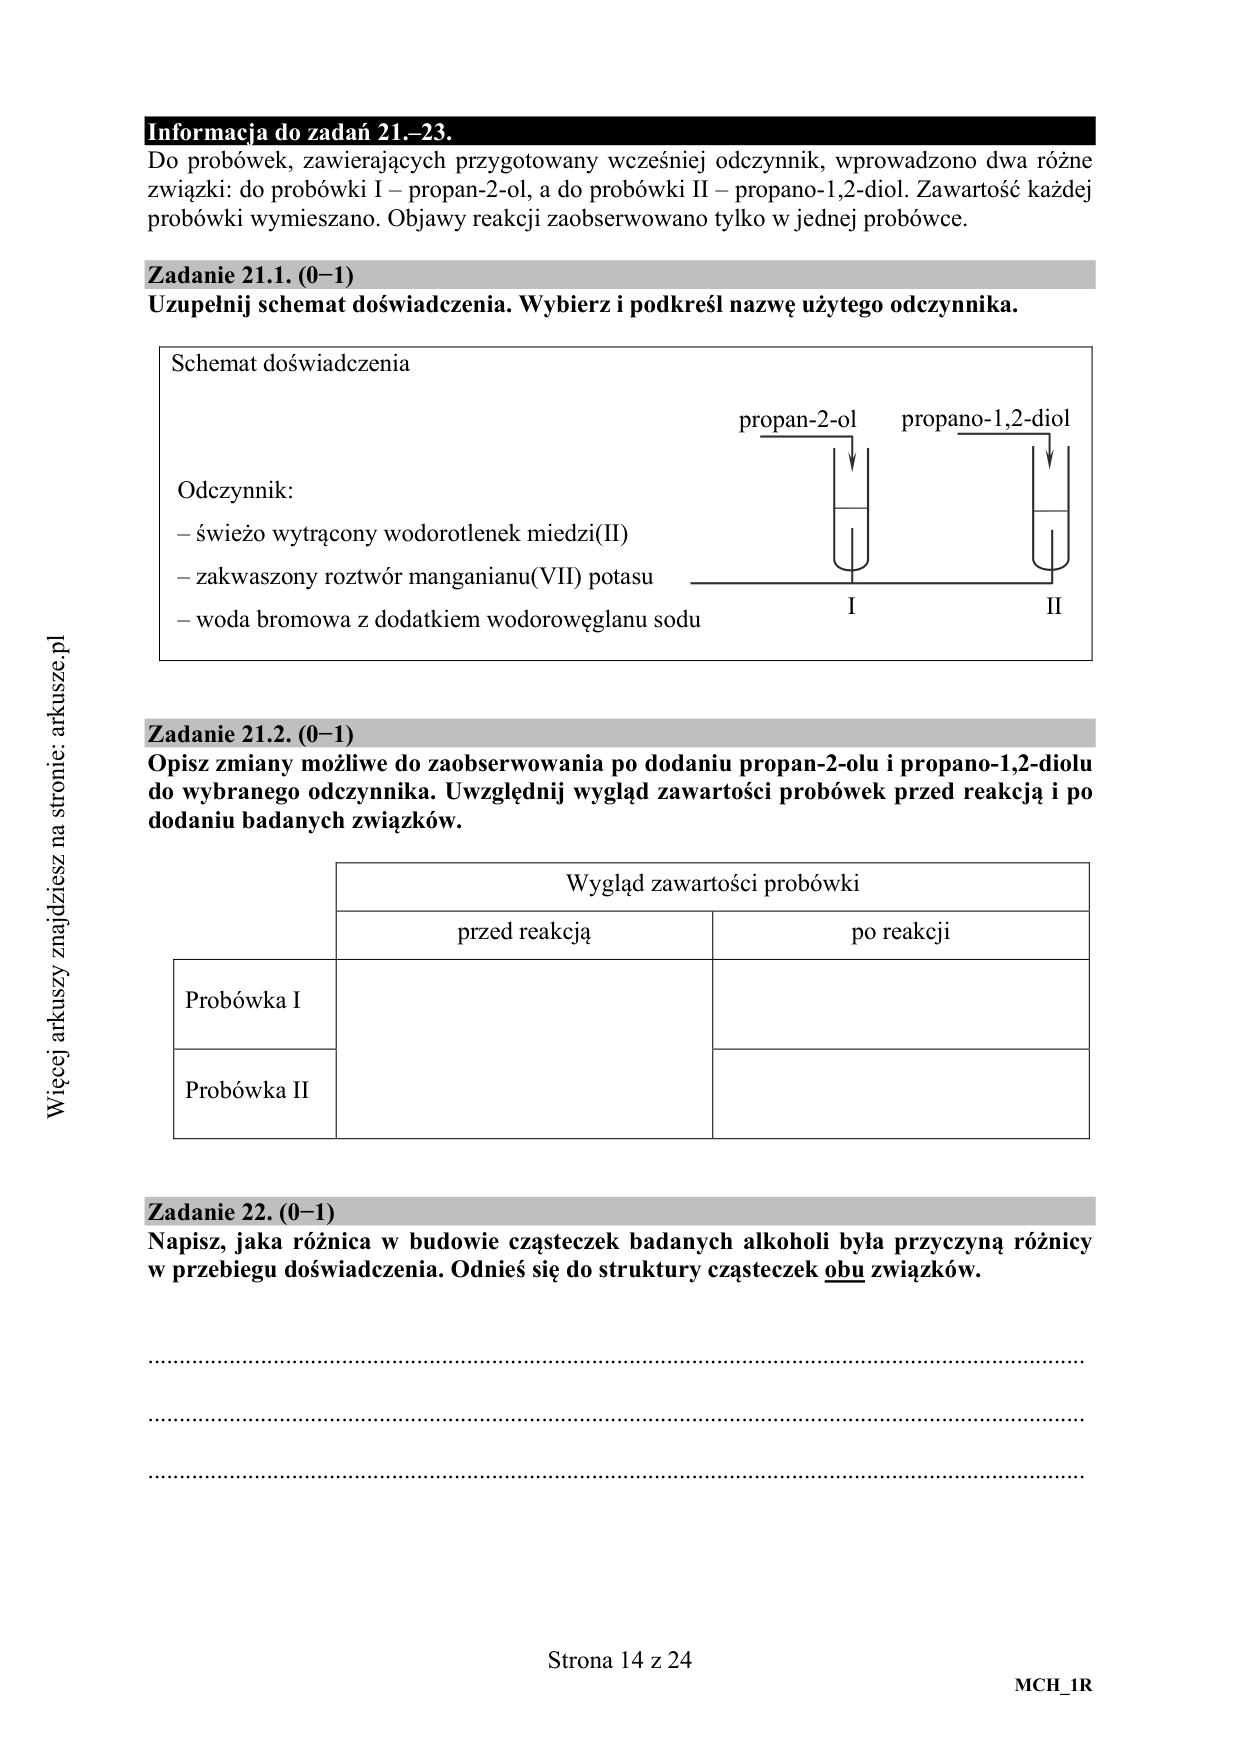 Informacja do zadań 21.–23.
Do probówek, zawierających przygotowany wcześniej odczynnik, wprowadzono dwa różne
związki: do probówki I – propan-2-ol, a do probówki II – propano-1,2-diol. Zawartość każdej
probówki wymieszano. Objawy reakcji zaobserwowano tylko w jednej probówce.
Zadanie 21.1. (0−1)
Uzupełnij schemat doświadczenia. Wybierz i podkreśl nazwę użytego odczynnika.
Schemat doświadczenia
propan-2-ol propano-1,2-diol
Odczynnik:
– świeżo wytrącony wodorotlenek miedzi(II)
– zakwaszony roztwór manganianu(VII) potasu
I II
– woda bromowa z dodatkiem wodorowęglanu sodu
Zadanie 21.2. (0−1)
Opisz zmiany możliwe do zaobserwowania po dodaniu propan-2-olu i propano-1,2-diolu
do wybranego odczynnika. Uwzględnij wygląd zawartości probówek przed reakcją i po
dodaniu badanych związków.
Wygląd zawartości probówki
przed reakcją po reakcji
Probówka I
Probówka II
Zadanie 22. (0−1)
Napisz, jaka różnica w budowie cząsteczek badanych alkoholi była przyczyną różnicy
w przebiegu doświadczenia. Odnieś się do struktury cząsteczek obu związków.
Strona 14 z 24
MCH_1R
Więcej arkuszy znajdziesz na stronie: arkusze.pl